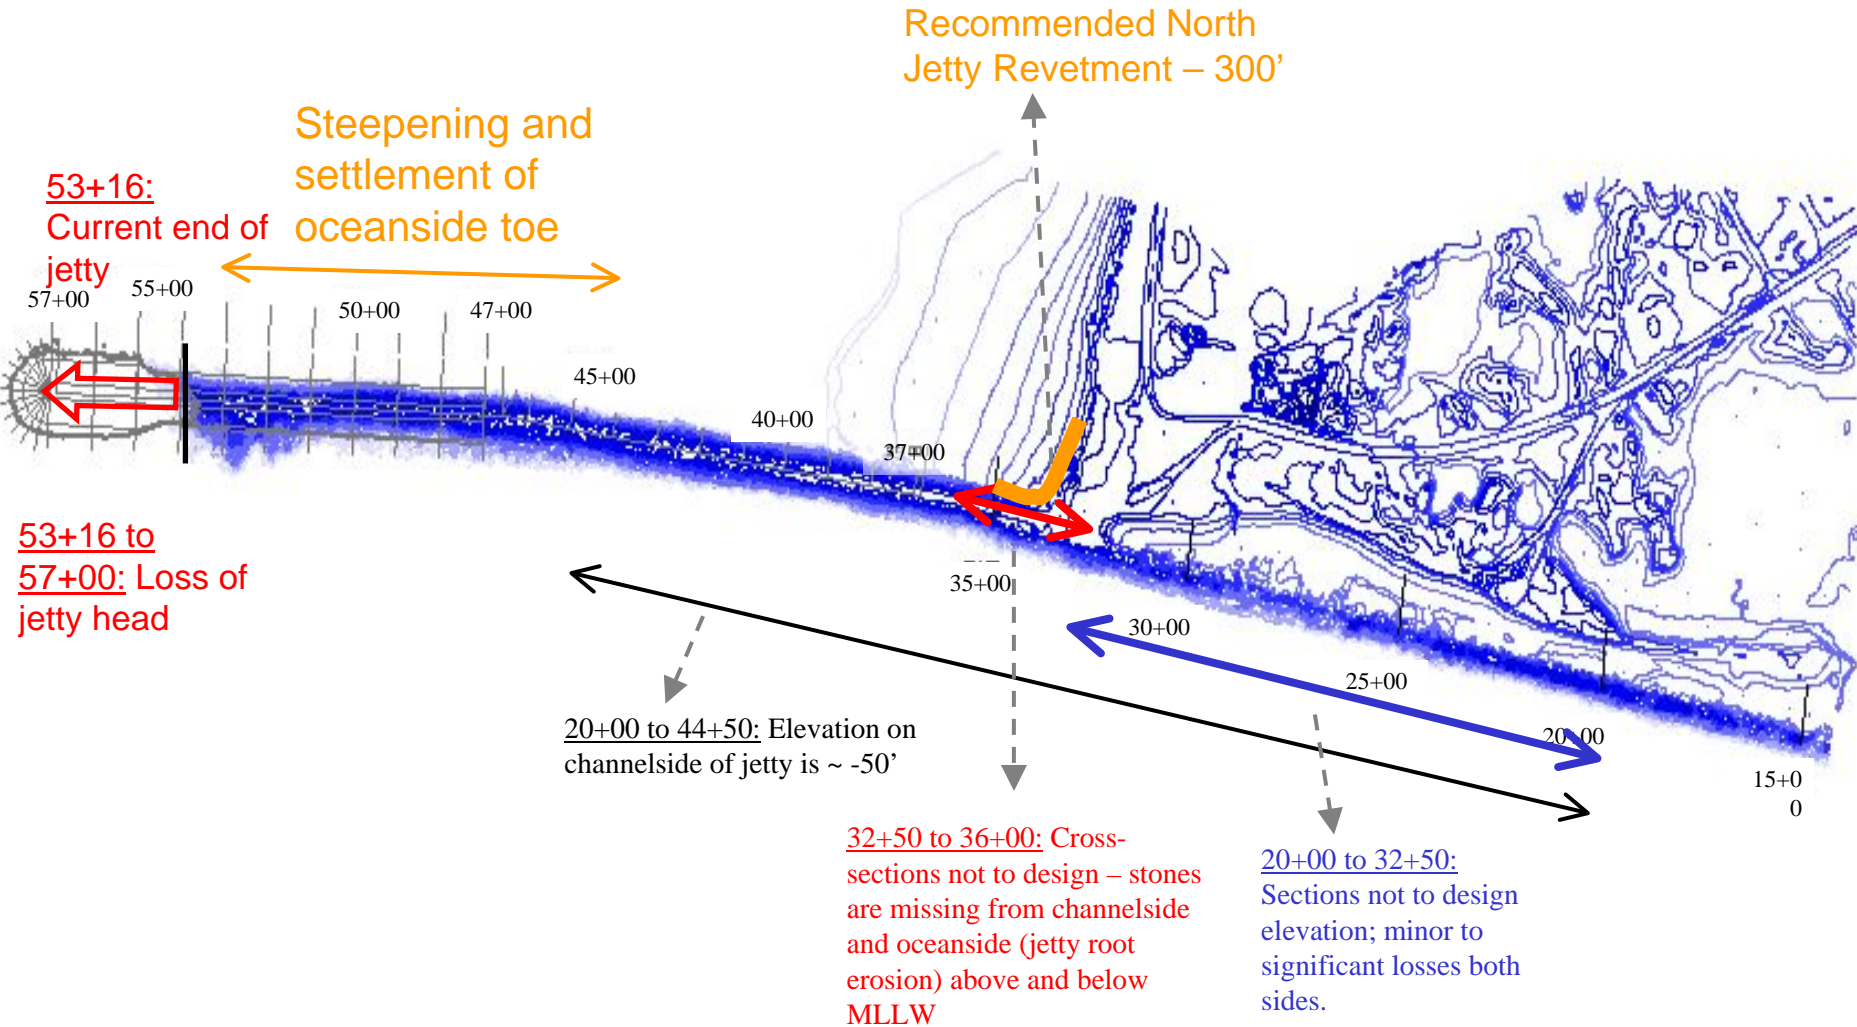 Recommended North
Jetty Revetment – 300’
Steepening and
settlement of
oceanside toe
53+16:
Current end of
jetty
57+00
55+00
50+00
47+00
45+00
40+00
37+00
35+00
30+00
25+00
20+00
15+0
0
53+16 to
57+00: Loss of
jetty head
20+00 to 44+50: Elevation on
channelside of jetty is ~ -50’
32+50 to 36+00: Cross-
sections not to design – stones
are missing from channelside
and oceanside (jetty root
erosion) above and below
MLLW
20+00 to 32+50:
Sections not to design
elevation; minor to
significant losses both
sides.